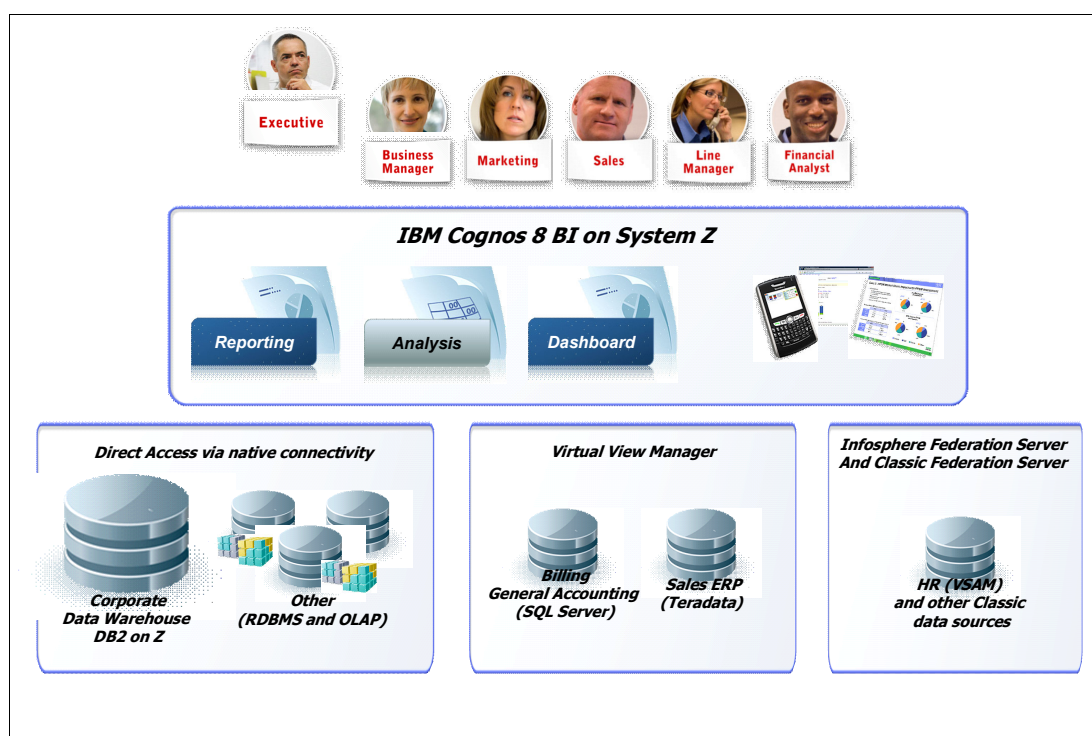 Executive
Business
Manager
Marketing
Sales
Line
Manager
Financial
Analyst
IBM Cognos 8 BI on System Z
Reporting
Analysis
Dashboard
Direct Access via native connectivity
Corporate
Data Warehouse
DB2 on Z
Other
(RDBMS and OLAP)
Virtual View Manager
Billing
General Accounting
(SQL Server)
Sales ERP
(Teradata)
Infosphere Federation Server
And Classic Federation Server
HR (VSAM)
and other Classic
data sources